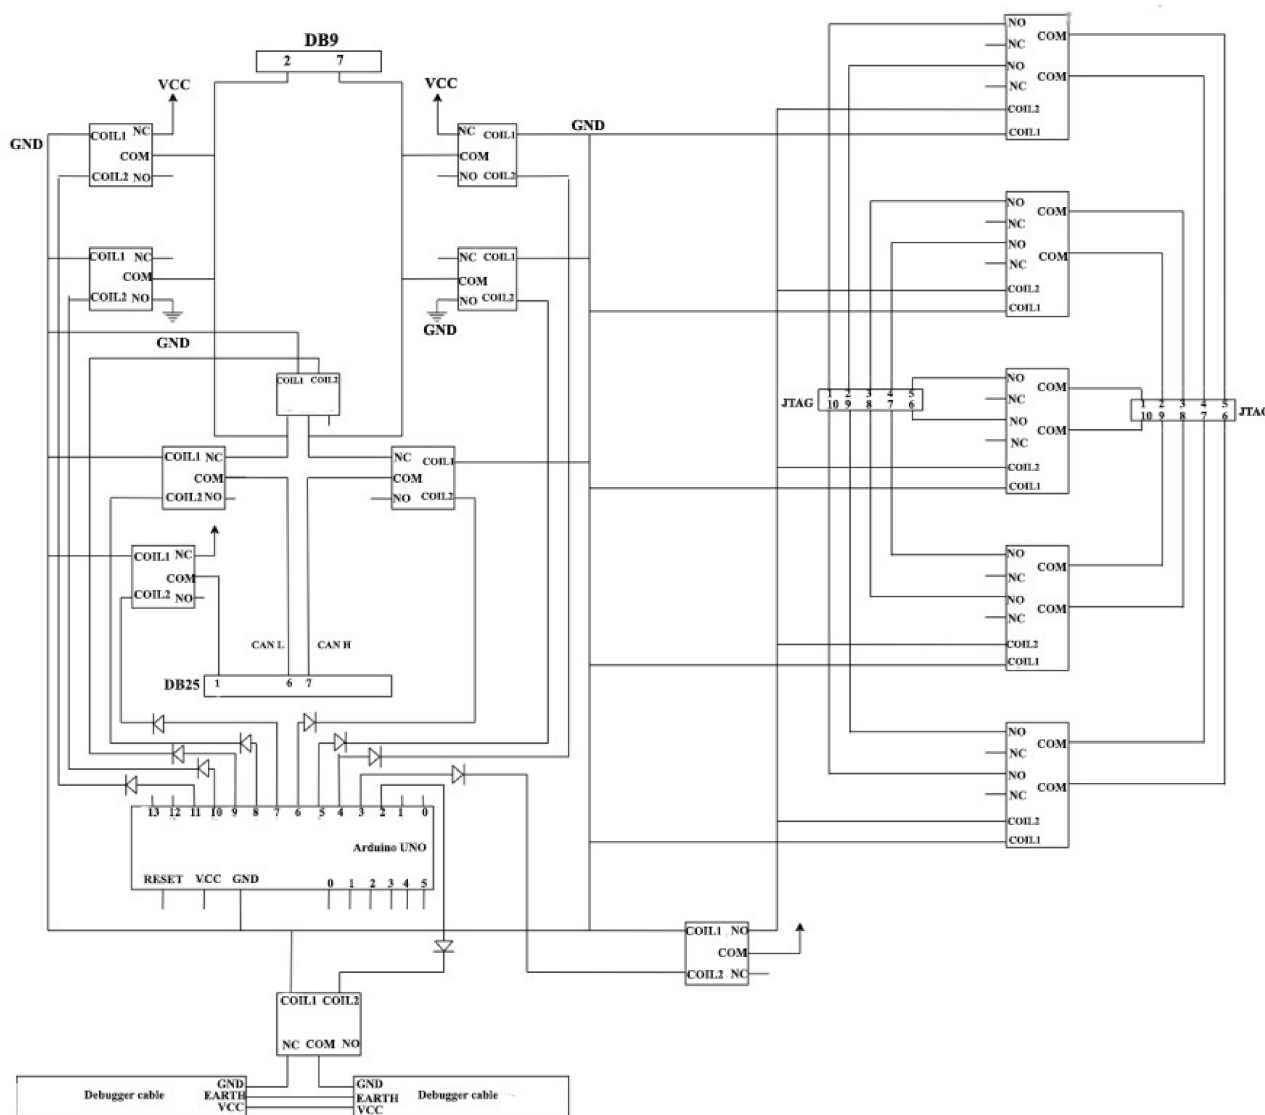 DB9
2 7
VCC
NC
COIL1
COM
COIL2 NO
GND
VCC
NC COIL1
COM
NO COIL2
GND
COIL1 NC
COM
COIL2 NO
GND
NC COIL1
COM
NO COIL2
GND
COIL1 COIL2
COIL1 NC
COM
COIL2 NO
NC COIL1
COM
NO COIL2
COIL1 NC
COM
COIL2 NO
CAN L CAN H
DB25 1 6 7
13 12 11 10 9 8 7 6 5 4 3 2 1 0
Arduino UNO
RESET VCC GND
0 1 2 3 4 5
COIL1 COIL2
NC COM NO
Debugger cable
GND
EARTH
VCC
GND
EARTH
VCC
Debugger cable
COIL1 NO
COM
COIL2 NC
NO
COM
NC
NO
COM
NC
COIL2
COIL1
NO
COM
NC
NO
COM
NC
COIL2
COIL1
NO
COM
NC
NO
COM
NC
COIL2
COIL1
NO
COM
NC
NO
COM
NC
COIL2
COIL1
NO
COM
NC
NO
COM
NC
COIL2
COIL1
JTAG
1 2 3 4 5
10 9 8 7 6
1 2 3 4 5
10 9 8 7 6